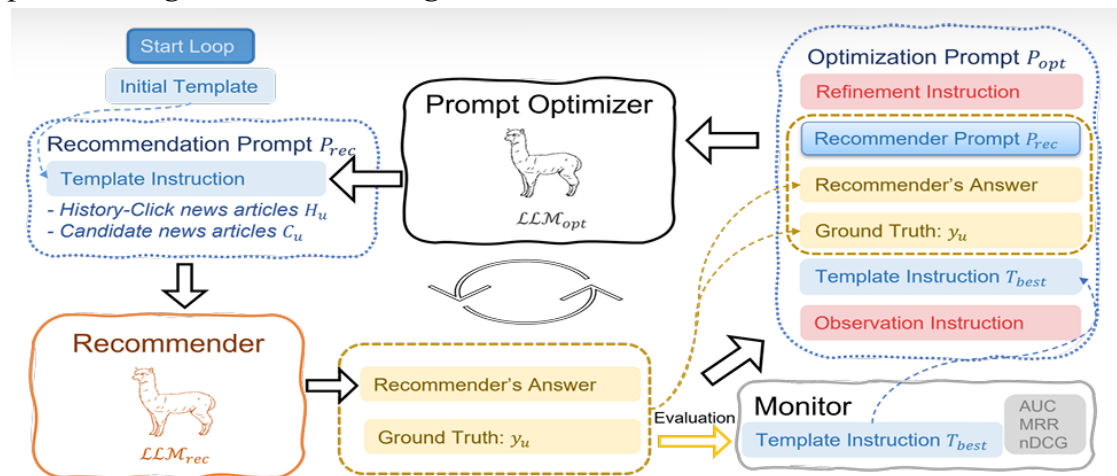 Start Loop
Initial Template
Recommendation Prompt P_rec
Template Instruction
- History-Click news articles H_u
- Candidate news articles C_u
Prompt Optimizer
LLM_opt
Optimization Prompt P_opt
Refinement Instruction
Recommender Prompt P_rec
Recommender's Answer
Ground Truth: y_u
Template Instruction T_best
Observation Instruction
Recommender
LLM_rec
Recommender's Answer
Ground Truth: y_u
Evaluation
Monitor
Template Instruction T_best
AUC
MRR
nDCG